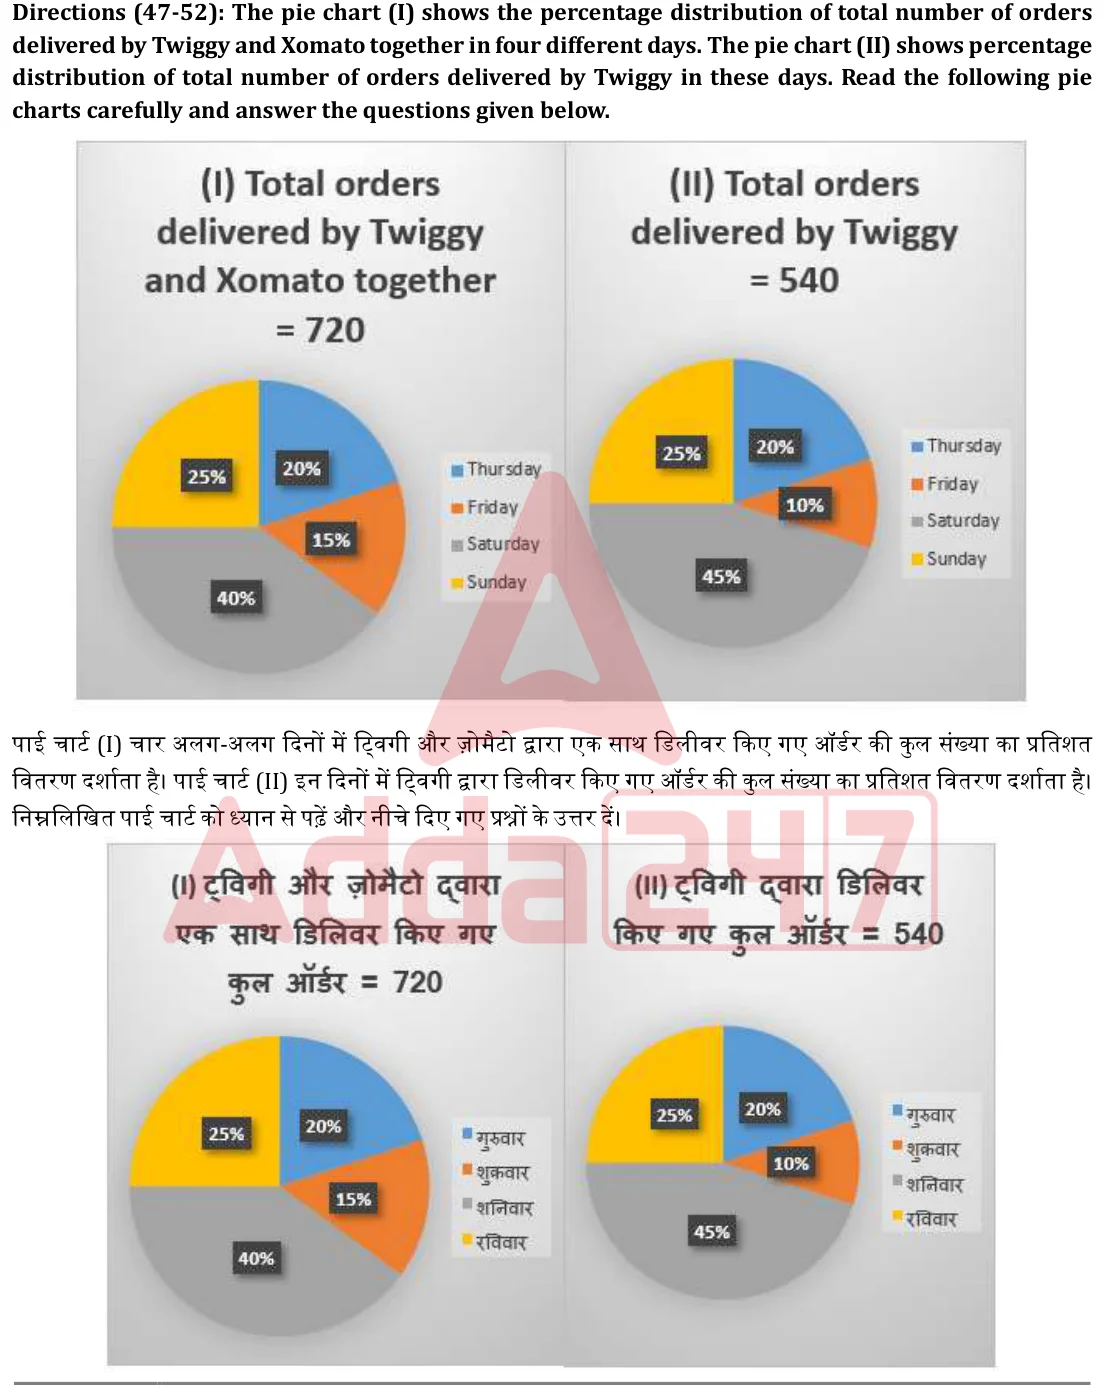 Directions (47-52): The pie chart (I) shows the percentage distribution of total number of orders
delivered by Twiggy and Xomato together in four different days. The pie chart (II) shows percentage
distribution of total number of orders delivered by Twiggy in these days. Read the following pie
charts carefully and answer the questions given below.
(I) Total orders
delivered by Twiggy
and Xomato together
= 720
25%
20%
15%
40%
Thursday
Friday
Saturday
Sunday
(II) Total orders
delivered by Twiggy
= 540
25%
20%
10%
45%
Thursday
Friday
Saturday
Sunday
पाई चार्ट (I) चार अलग-अलग दिनों में ट्विगी और ज़ोमैटो द्वारा एक साथ डिलीवर किए गए ऑर्डर की कुल संख्या का प्रतिशत
वितरण दर्शाता है। पाई चार्ट (II) इन दिनों में ट्विगी द्वारा डिलीवर किए गए ऑर्डर की कुल संख्या का प्रतिशत वितरण दर्शाता है।
निम्नलिखित पाई चार्ट को ध्यान से पढ़ें और नीचे दिए गए प्रश्नों के उत्तर दें।
(I) ट्विगी और ज़ोमैटो द्वारा
एक साथ डिलिवर किए गए
कुल ऑर्डर = 720
25%
20%
15%
40%
गुरुवार
शुक्रवार
शनिवार
रविवार
(II) ट्विगी द्वारा डिलिवर
किए गए कुल ऑर्डर = 540
25%
20%
10%
45%
गुरुवार
शुक्रवार
शनिवार
रविवार
Adda247